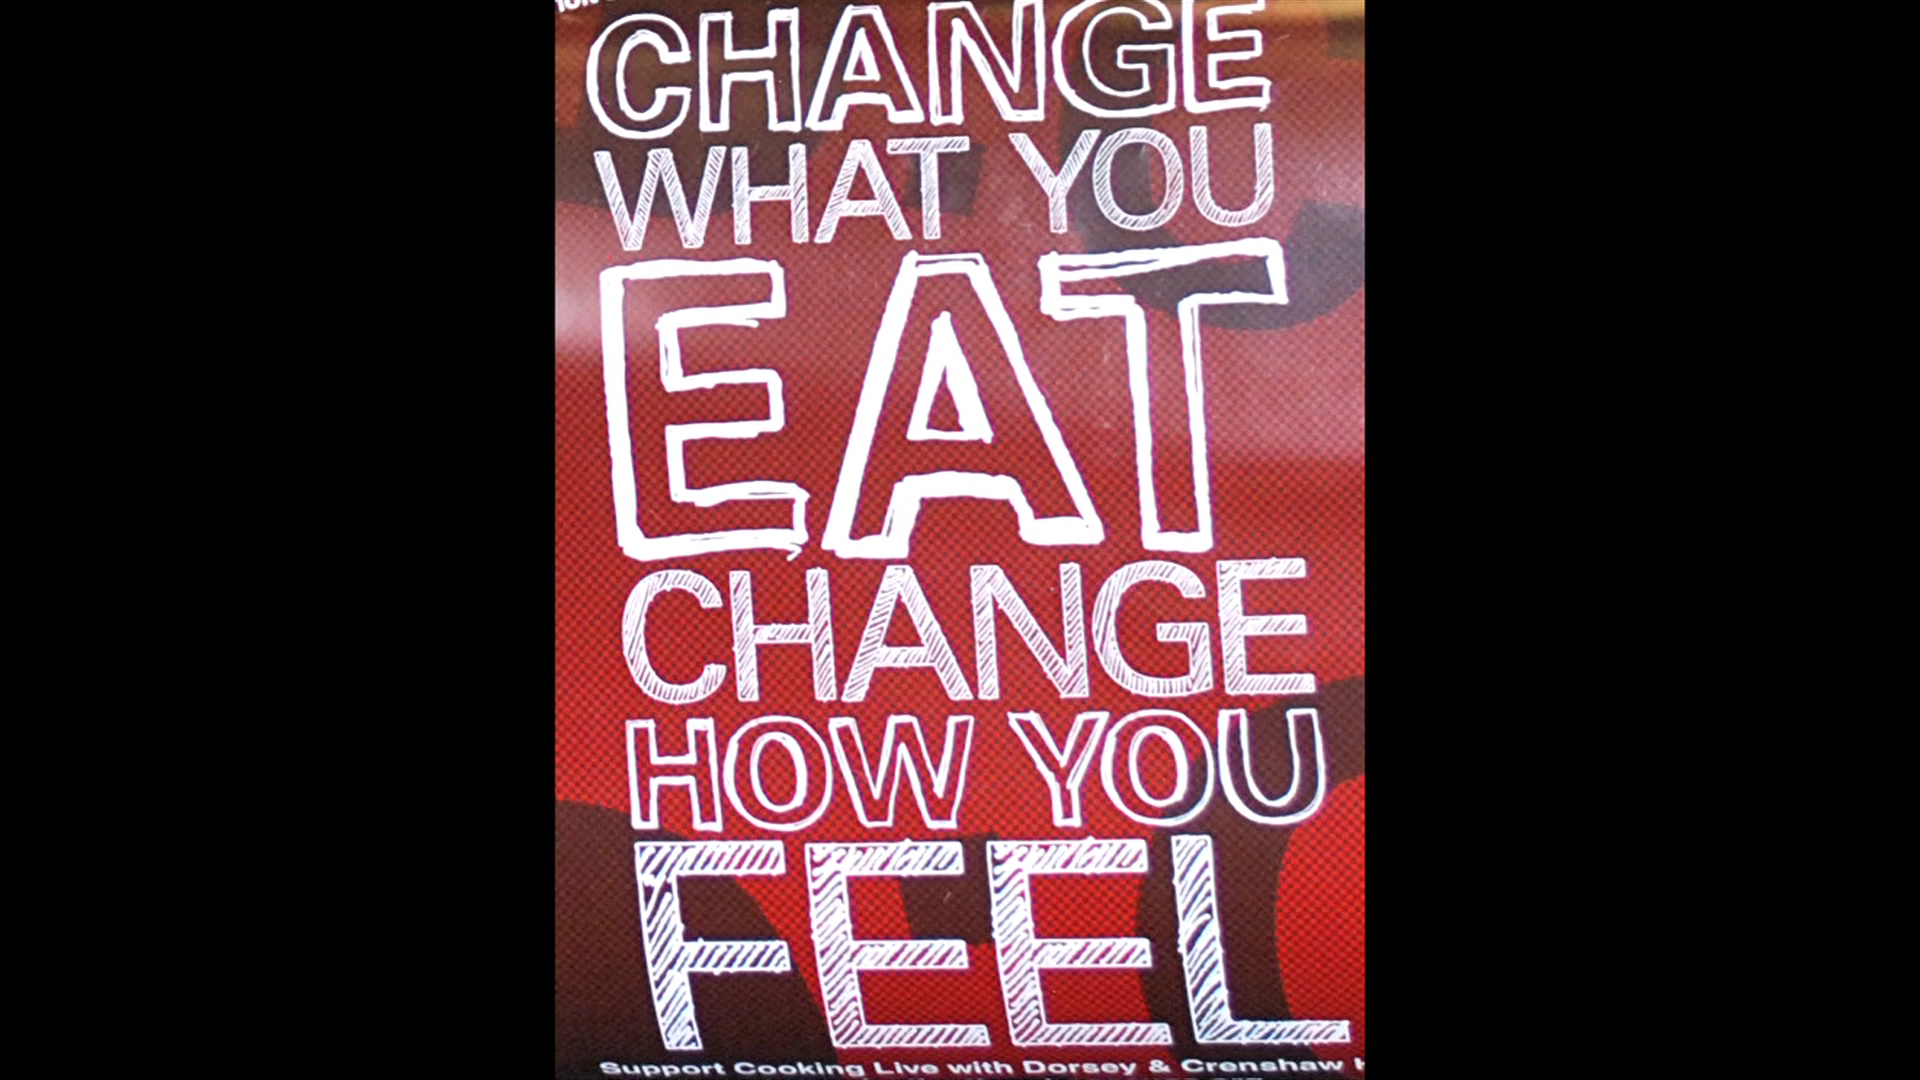 CHANGE
WHAT YOU
EAT
CHANGE
HOW YOU
FEEL
Support Cooking Live with Dorsey & Crenshaw